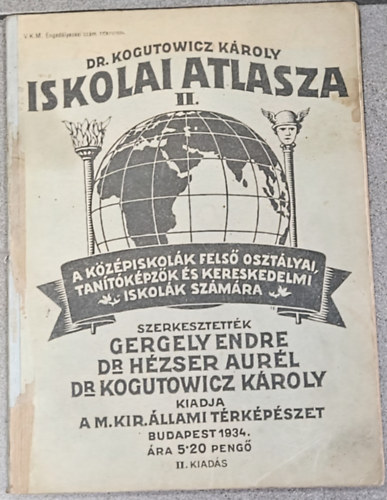 DR. KOGUTOWICZ KÁROLY
ISKOLAI ATLASZA
II.
A KÖZÉPISKOLÁK FELSŐ OSZTÁLYAI,
TANÍTÓKÉPZŐK ÉS KERESKEDELMI
ISKOLÁK SZÁMÁRA
SZERKESZTETTÉK
GERGELY ENDRE
DR HÉZSER AURÉL
DR KOGUTOWICZ KÁROLY
KIADJA
A M. KIR. ÁLLAMI TÉRKÉPÉSZET
BUDAPEST 1934.
ÁRA 5·20 PENGŐ
II. KIADÁS